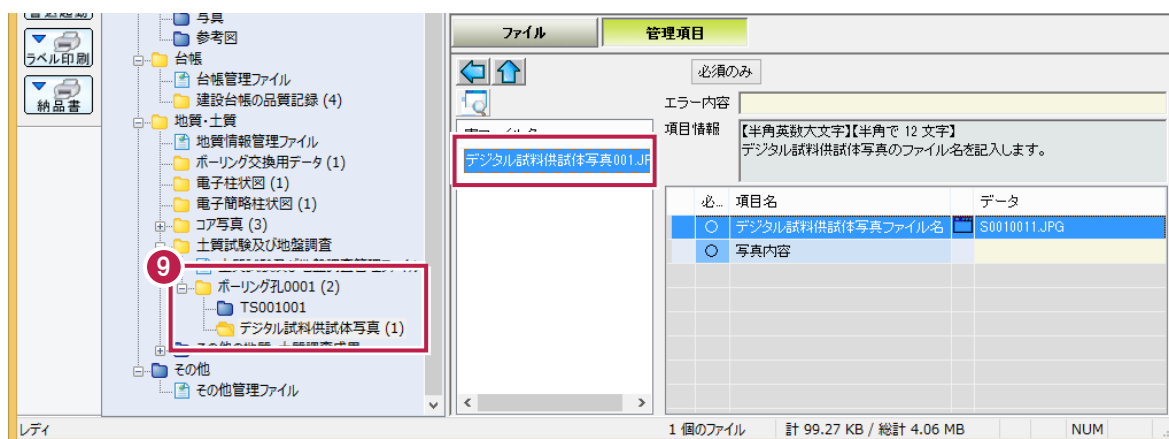 ラベル印刷
納品書
写真
参考図
台帳
台帳管理ファイル
建設台帳の品質記録 (4)
地質・土質
地質情報管理ファイル
ボーリング交換用データ (1)
電子柱状図 (1)
電子簡略柱状図 (1)
コア写真 (3)
土質試験及び地盤調査
9
ボーリング孔0001 (2)
TS001001
デジタル試料供試体写真 (1)
その他
その他管理ファイル
ファイル
管理項目
必須のみ
エラー内容
項目情報
【半角英数大文字】【半角で 12 文字】
デジタル試料供試体写真のファイル名を記入します。
デジタル試料供試体写真001.JP
必... 項目名 データ
○ デジタル試料供試体写真ファイル名 S0010011.JPG
○ 写真内容
レディ
1 個のファイル 計 99.27 KB / 総計 4.06 MB NUM